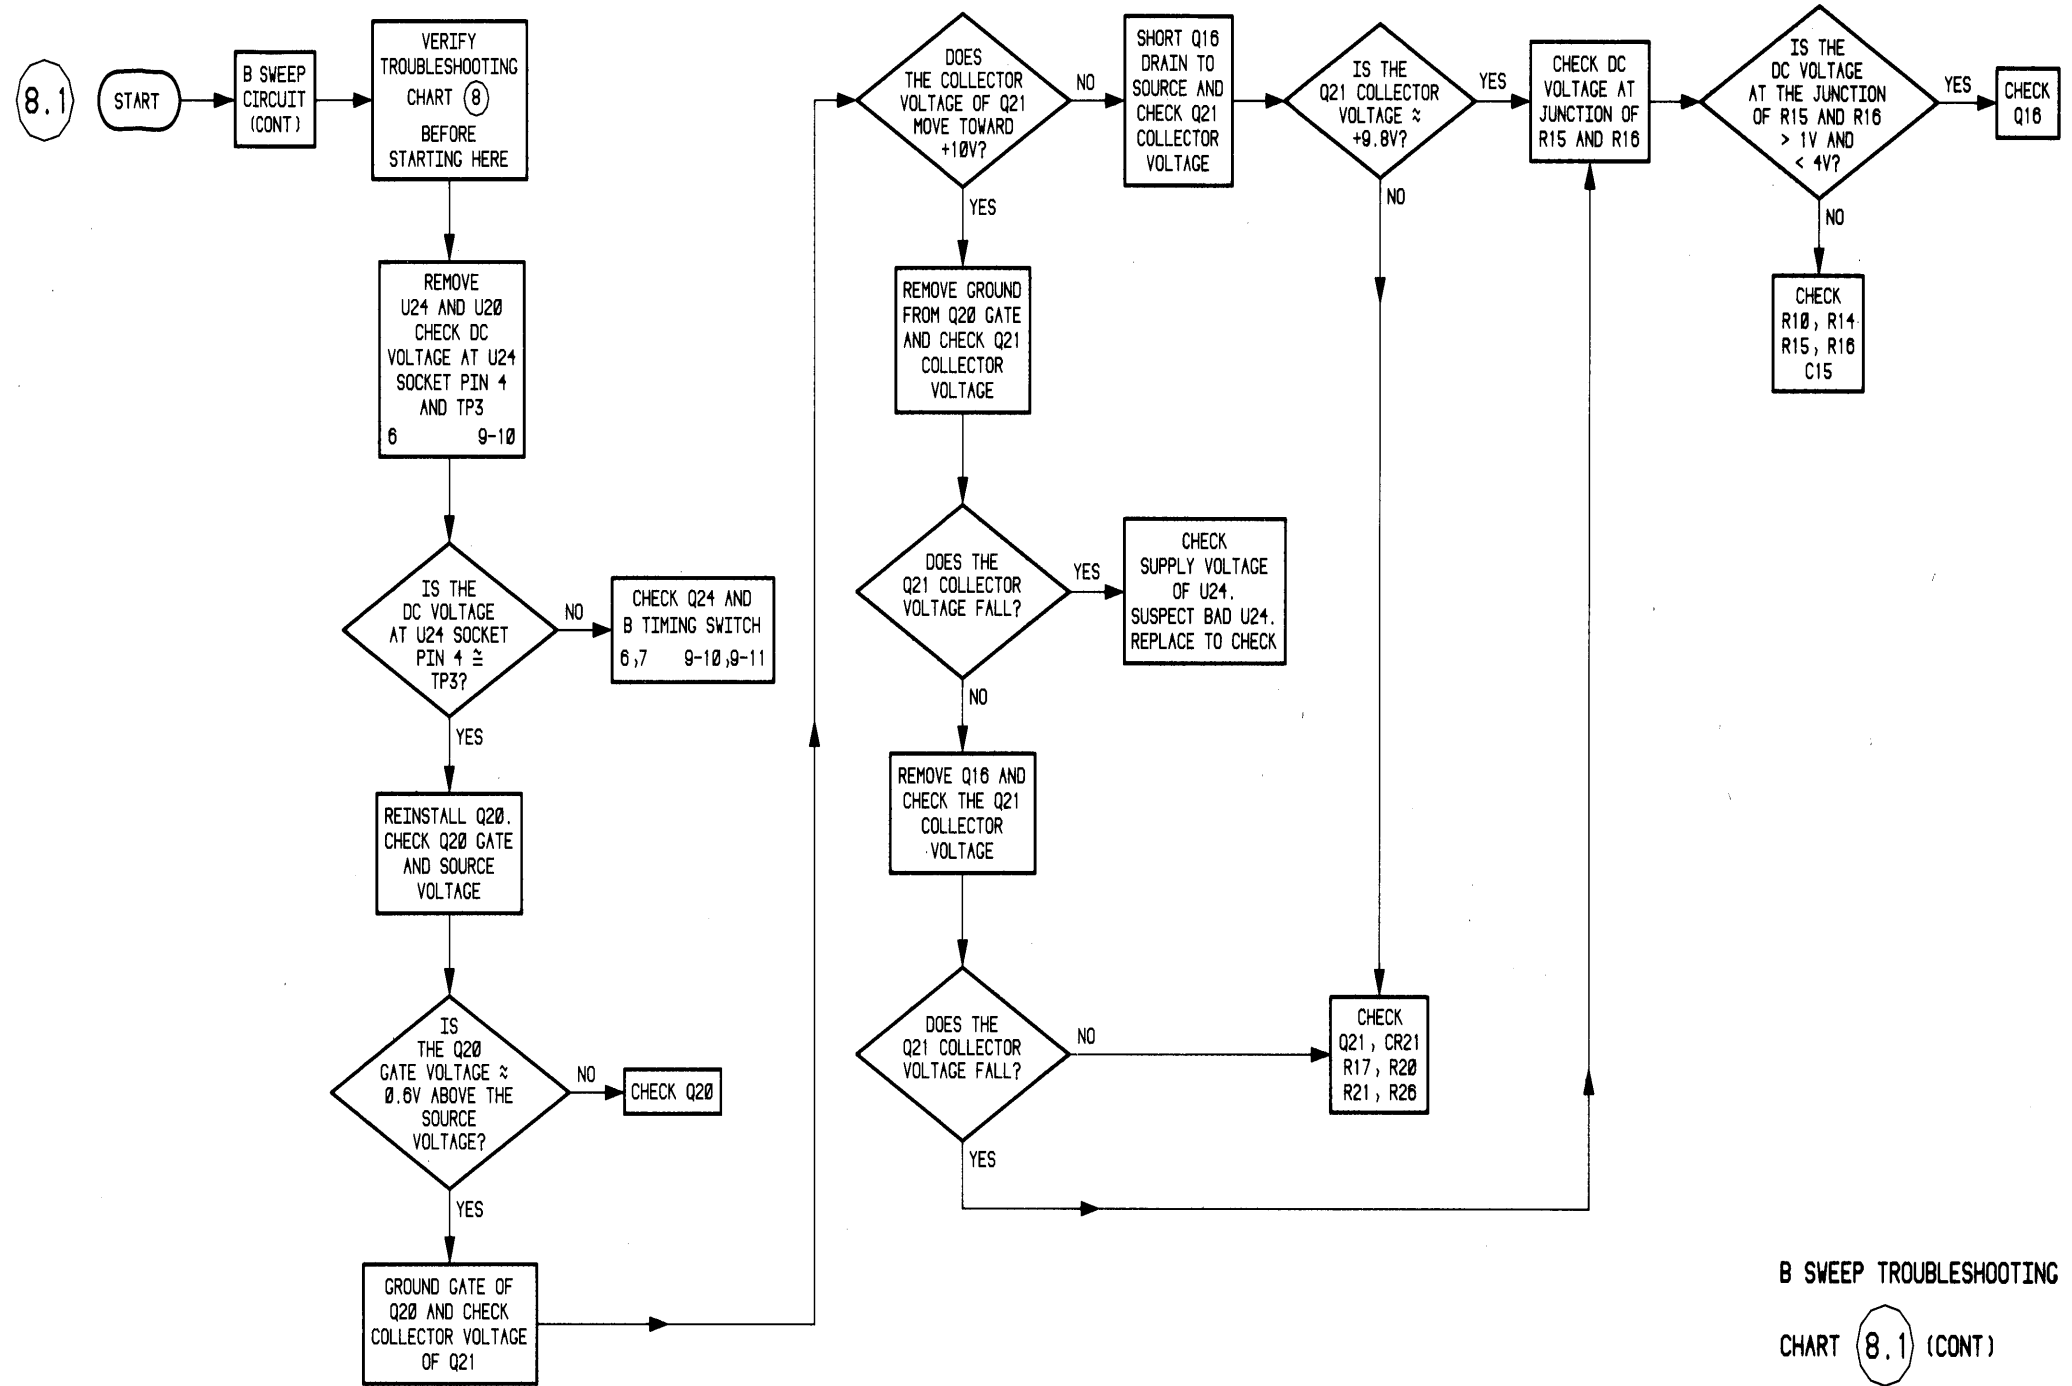 8.1
START
B SWEEP
CIRCUIT
(CONT)
VERIFY
TROUBLESHOOTING
CHART 8
BEFORE
STARTING HERE
REMOVE
U24 AND U20
CHECK DC
VOLTAGE AT U24
SOCKET PIN 4
AND TP3
6 9-10
IS THE
DC VOLTAGE
AT U24 SOCKET
PIN 4 ≅
TP3?
NO
CHECK Q24 AND
B TIMING SWITCH
6,7 9-10,9-11
YES
REINSTALL Q20.
CHECK Q20 GATE
AND SOURCE
VOLTAGE
IS
THE Q20
GATE VOLTAGE ≈
0.6V ABOVE THE
SOURCE
VOLTAGE?
NO
CHECK Q20
YES
GROUND GATE OF
Q20 AND CHECK
COLLECTOR VOLTAGE
OF Q21
DOES
THE COLLECTOR
VOLTAGE OF Q21
MOVE TOWARD
+10V?
NO
SHORT Q16
DRAIN TO
SOURCE AND
CHECK Q21
COLLECTOR
VOLTAGE
IS THE
Q21 COLLECTOR
VOLTAGE ≈
+9.8V?
YES
CHECK DC
VOLTAGE AT
JUNCTION OF
R15 AND R16
IS THE
DC VOLTAGE
AT THE JUNCTION
OF R15 AND R16
> 1V AND
< 4V?
YES
CHECK
Q16
NO
CHECK
R10, R14
R15, R16
C15
NO
YES
REMOVE GROUND
FROM Q20 GATE
AND CHECK Q21
COLLECTOR
VOLTAGE
DOES THE
Q21 COLLECTOR
VOLTAGE FALL?
YES
CHECK
SUPPLY VOLTAGE
OF U24.
SUSPECT BAD U24.
REPLACE TO CHECK
NO
REMOVE Q16 AND
CHECK THE Q21
COLLECTOR
VOLTAGE
DOES THE
Q21 COLLECTOR
VOLTAGE FALL?
NO
CHECK
Q21, CR21
R17, R20
R21, R26
YES
B SWEEP TROUBLESHOOTING
CHART 8.1 (CONT)